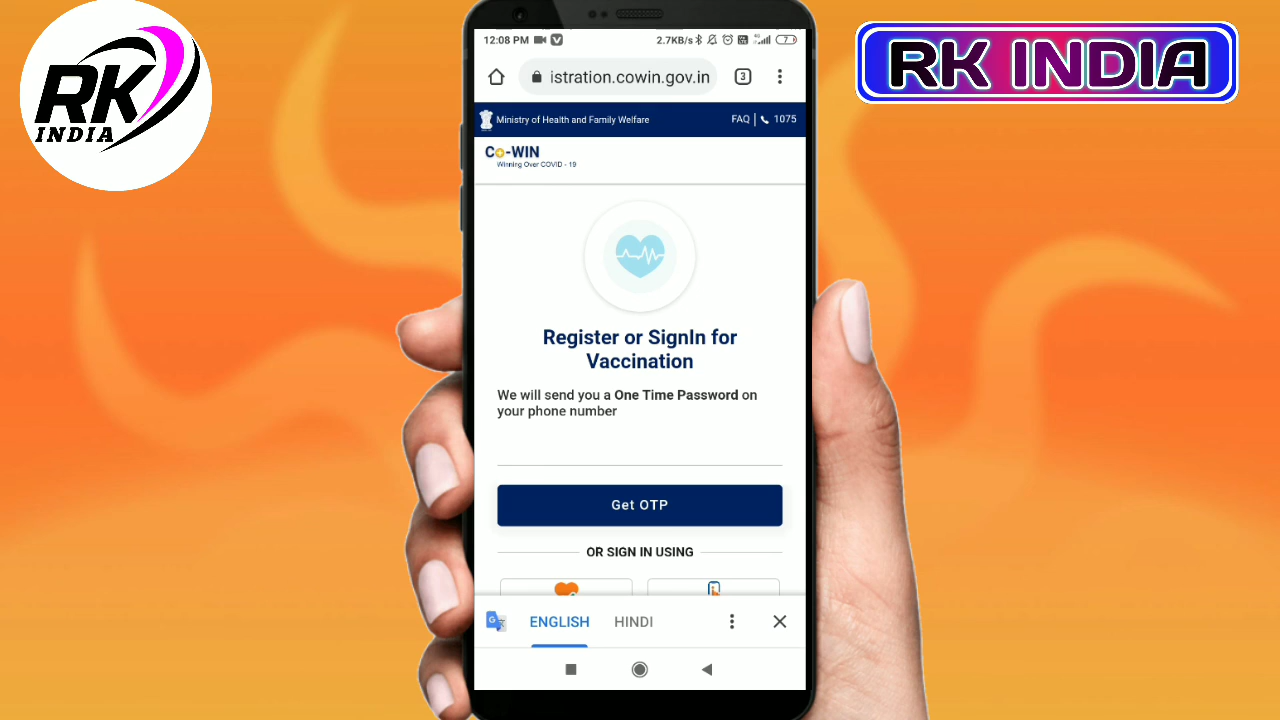 RK
INDIA
RK INDIA
12:08 PM
2.7KB/s
4G
7
istration.cowin.gov.in
3
Ministry of Health and Family Welfare
FAQ | 1075
Co-WIN
Winning Over COVID - 19
Register or SignIn for
Vaccination
We will send you a One Time Password on
your phone number
Get OTP
OR SIGN IN USING
G
ENGLISH HINDI